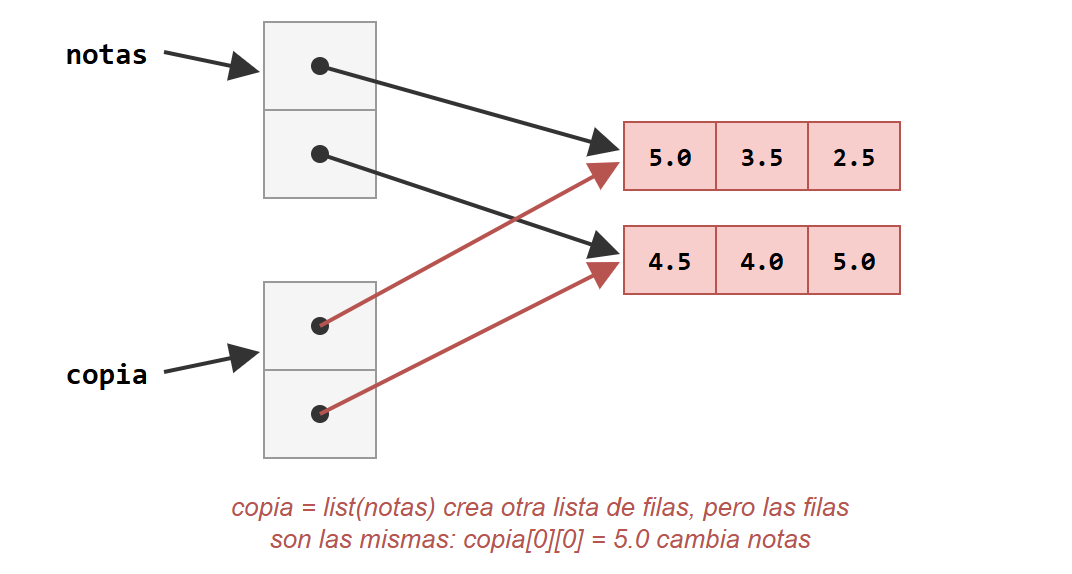 notas
5.0 3.5 2.5
4.5 4.0 5.0
copia
copia = list(notas) crea otra lista de filas, pero las filas
son las mismas: copia[0][0] = 5.0 cambia notas